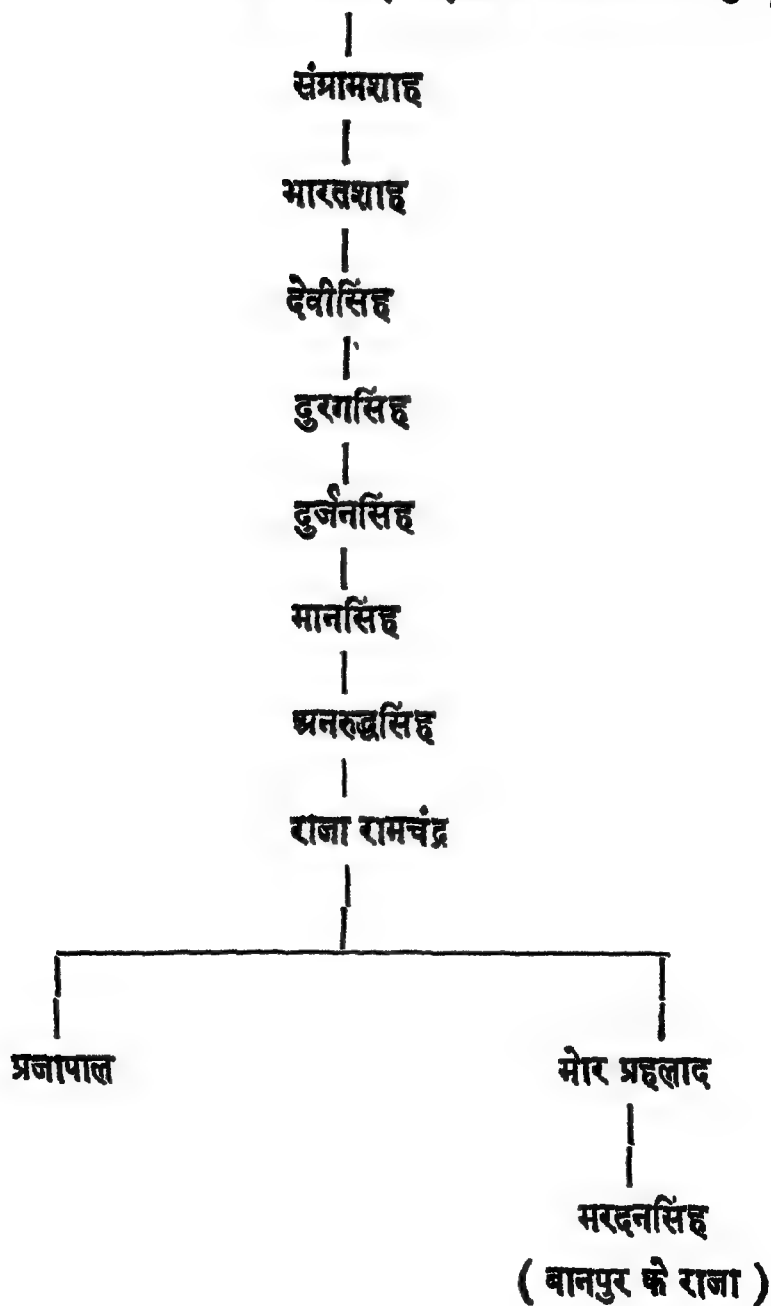 संग्रामशाह
भारतशाह
देवीसिंह
दुरगसिंह
दुर्जनसिंह
मानसिंह
अनरुद्धसिंह
राजा रामचंद्र
प्रजापाल
मोर प्रहलाद
मरदनसिंह
( बानपुर के राजा )